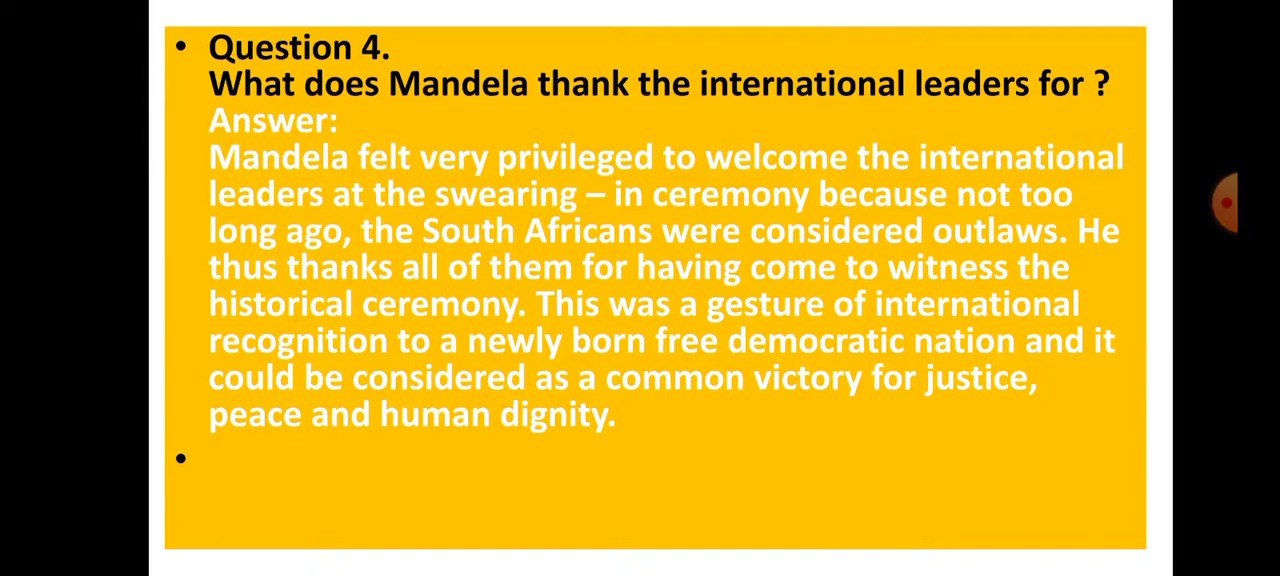 • Question 4.
What does Mandela thank the international leaders for ?
Answer:
Mandela felt very privileged to welcome the international
leaders at the swearing – in ceremony because not too
long ago, the South Africans were considered outlaws. He
thus thanks all of them for having come to witness the
historical ceremony. This was a gesture of international
recognition to a newly born free democratic nation and it
could be considered as a common victory for justice,
peace and human dignity.
•